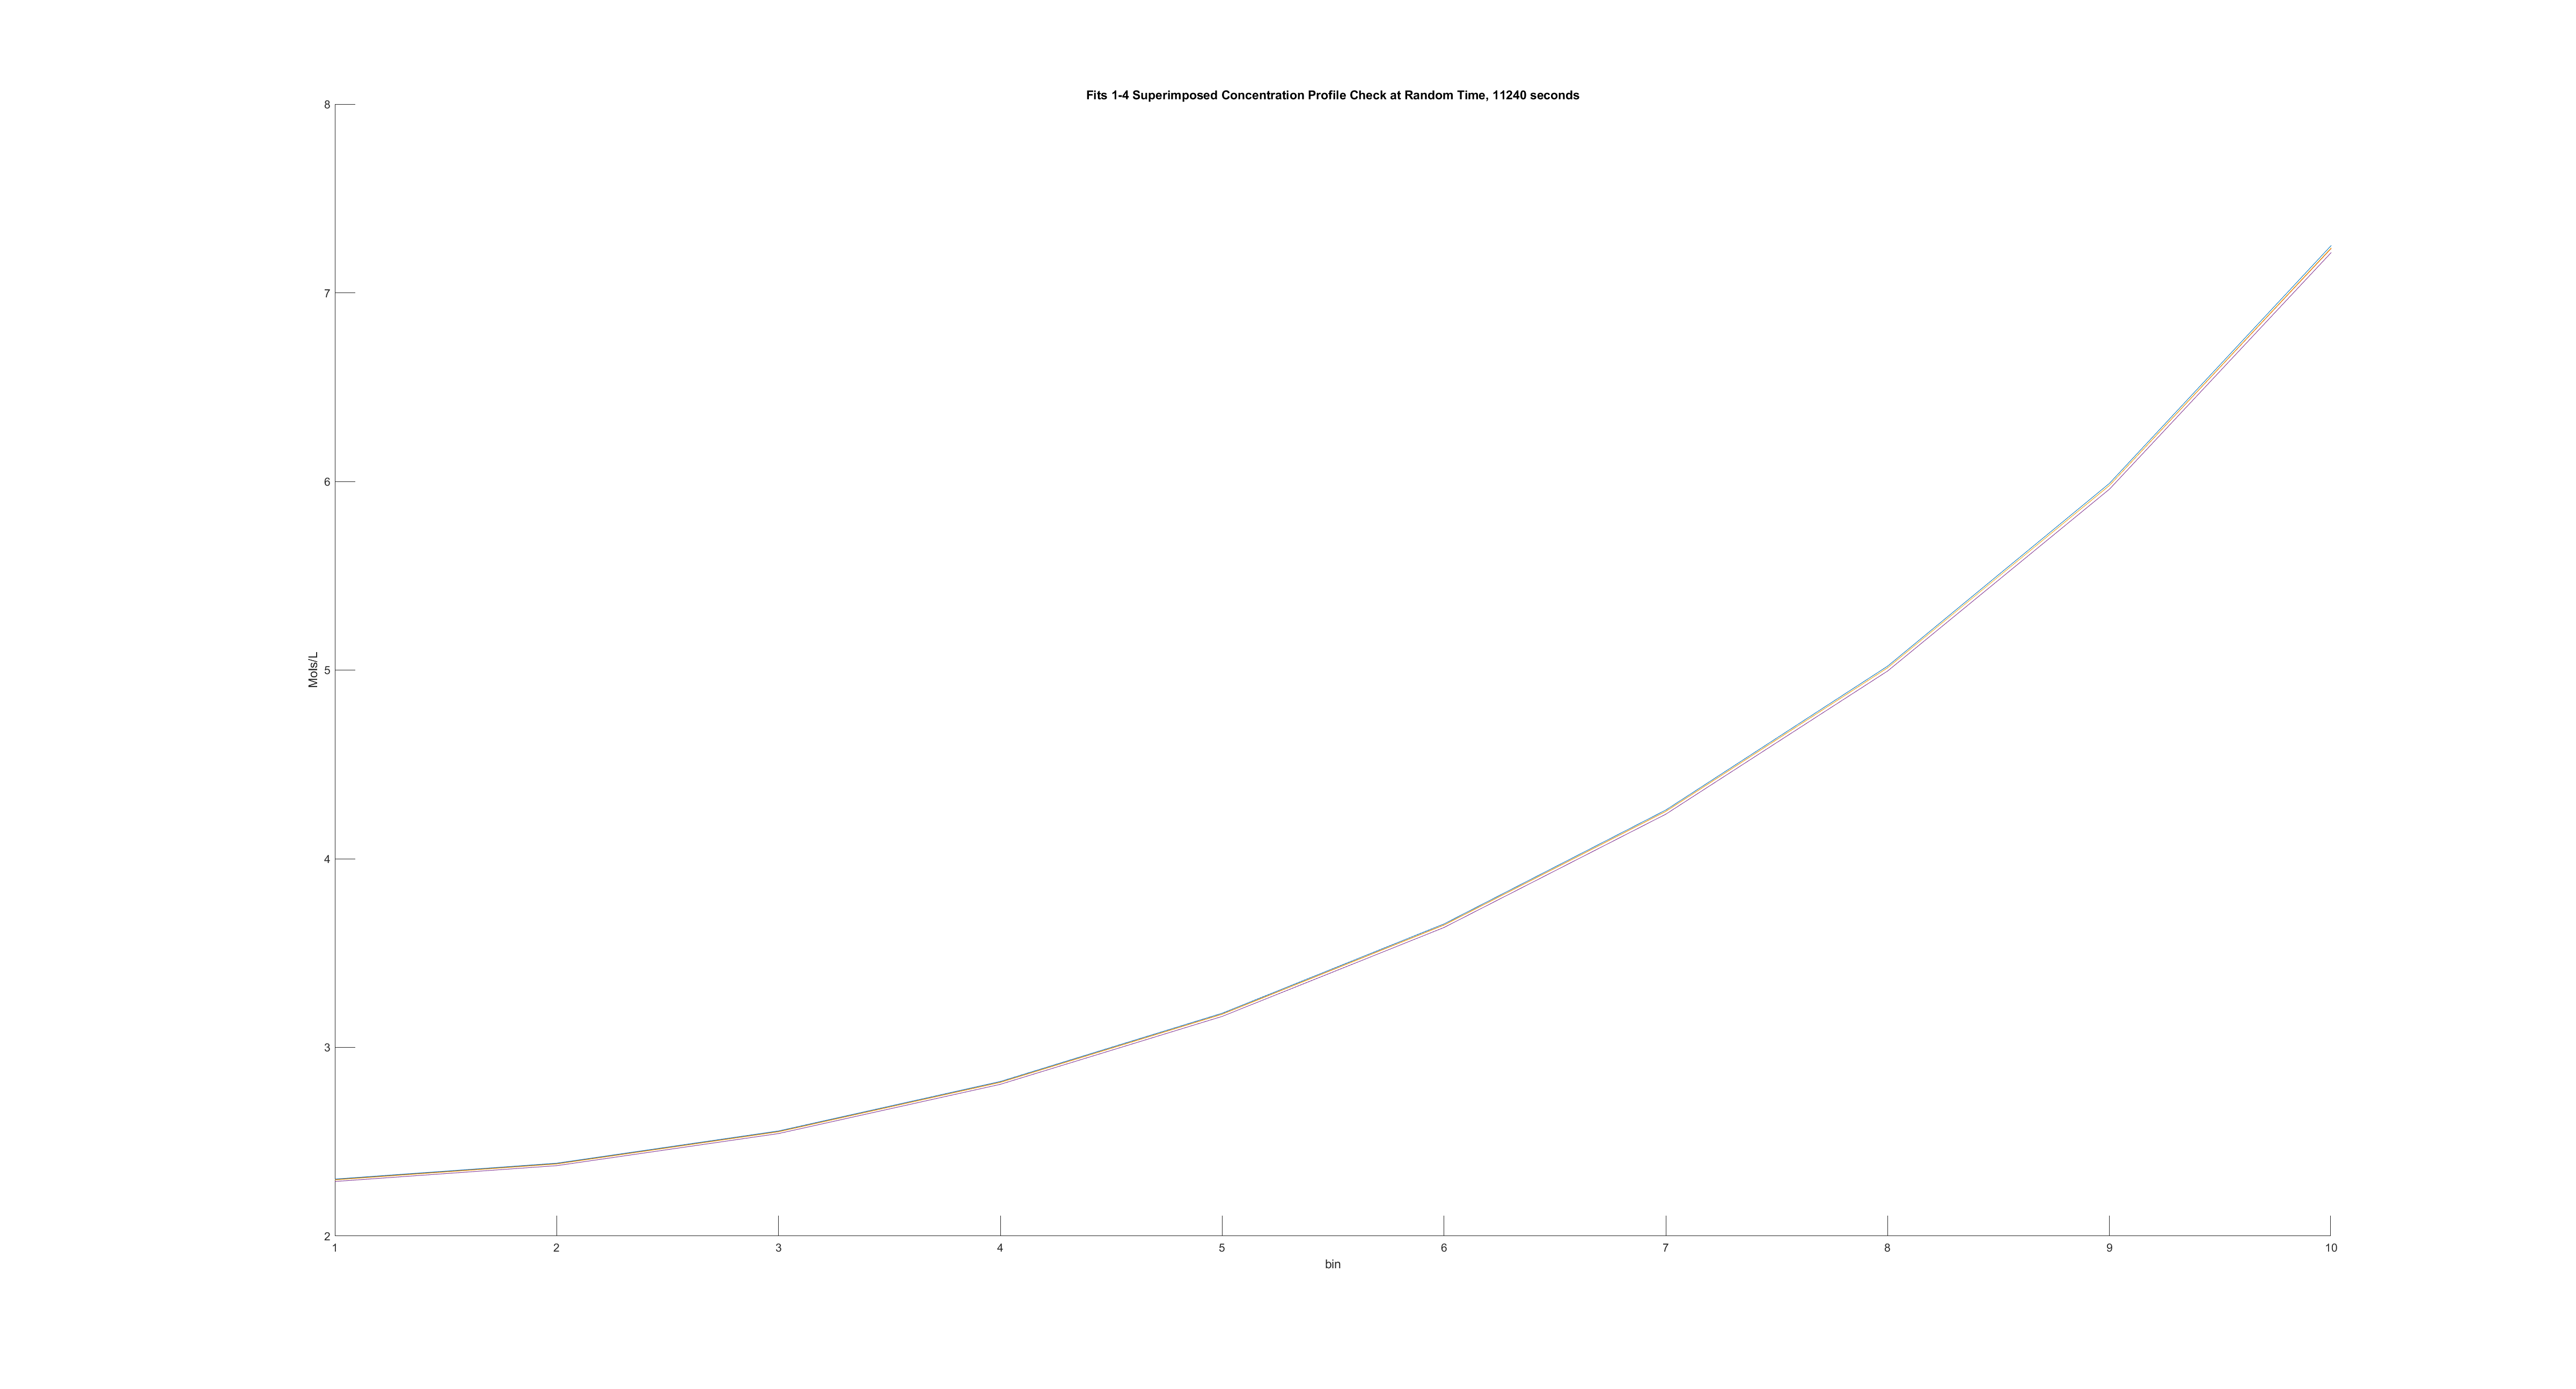 Fits 1-4 Superimposed Concentration Profile Check at Random Time, 11240 seconds
8
7
6
5
4
3
2
Mols/L
1 2 3 4 5 6 7 8 9 10
bin